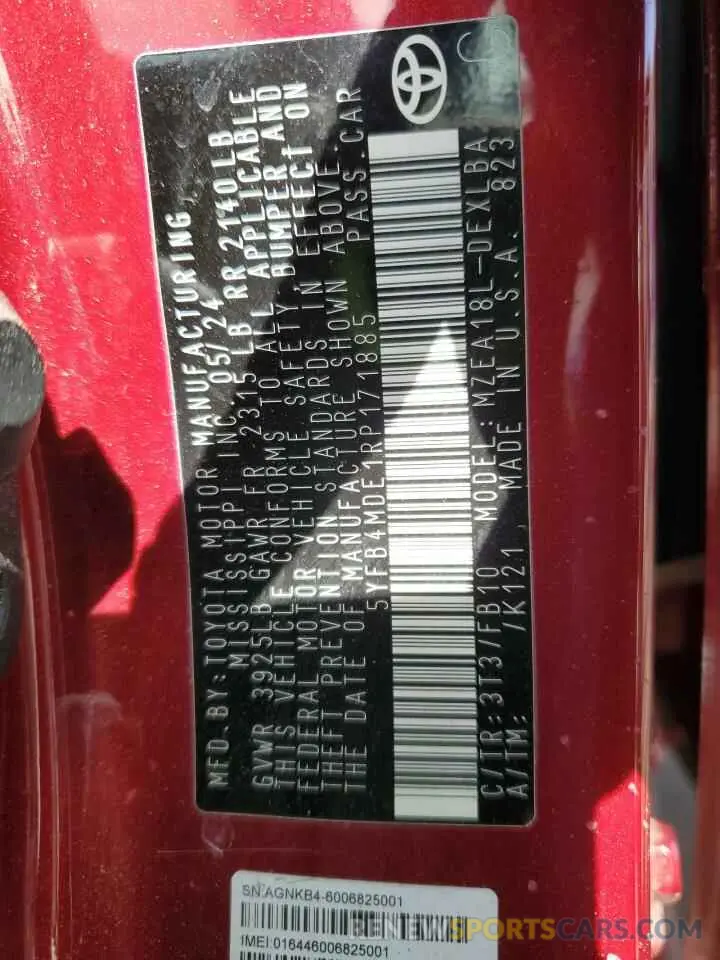 MFD. BY: TOYOTA MOTOR MANUFACTURING,
MISSISSIPPI INC. 05/24
GVWR 3925LB GAWR FR 2315LB RR 2140LB
THIS VEHICLE CONFORMS TO ALL APPLICABLE
FEDERAL MOTOR VEHICLE SAFETY, BUMPER AND
THEFT PREVENTION STANDARDS IN EFFECT ON
THE DATE OF MANUFACTURE SHOWN ABOVE.
5YFB4MDE1RP171885 PASS. CAR
C/TR: 3T3/FB10 MODEL: MZEA18L-DEXLBA
A/TM: /K121 , MADE IN U.S.A. 823
SN:AGNKB4-6006825001
IMEI:016446006825001
RENEWSPORTSCARS.COM